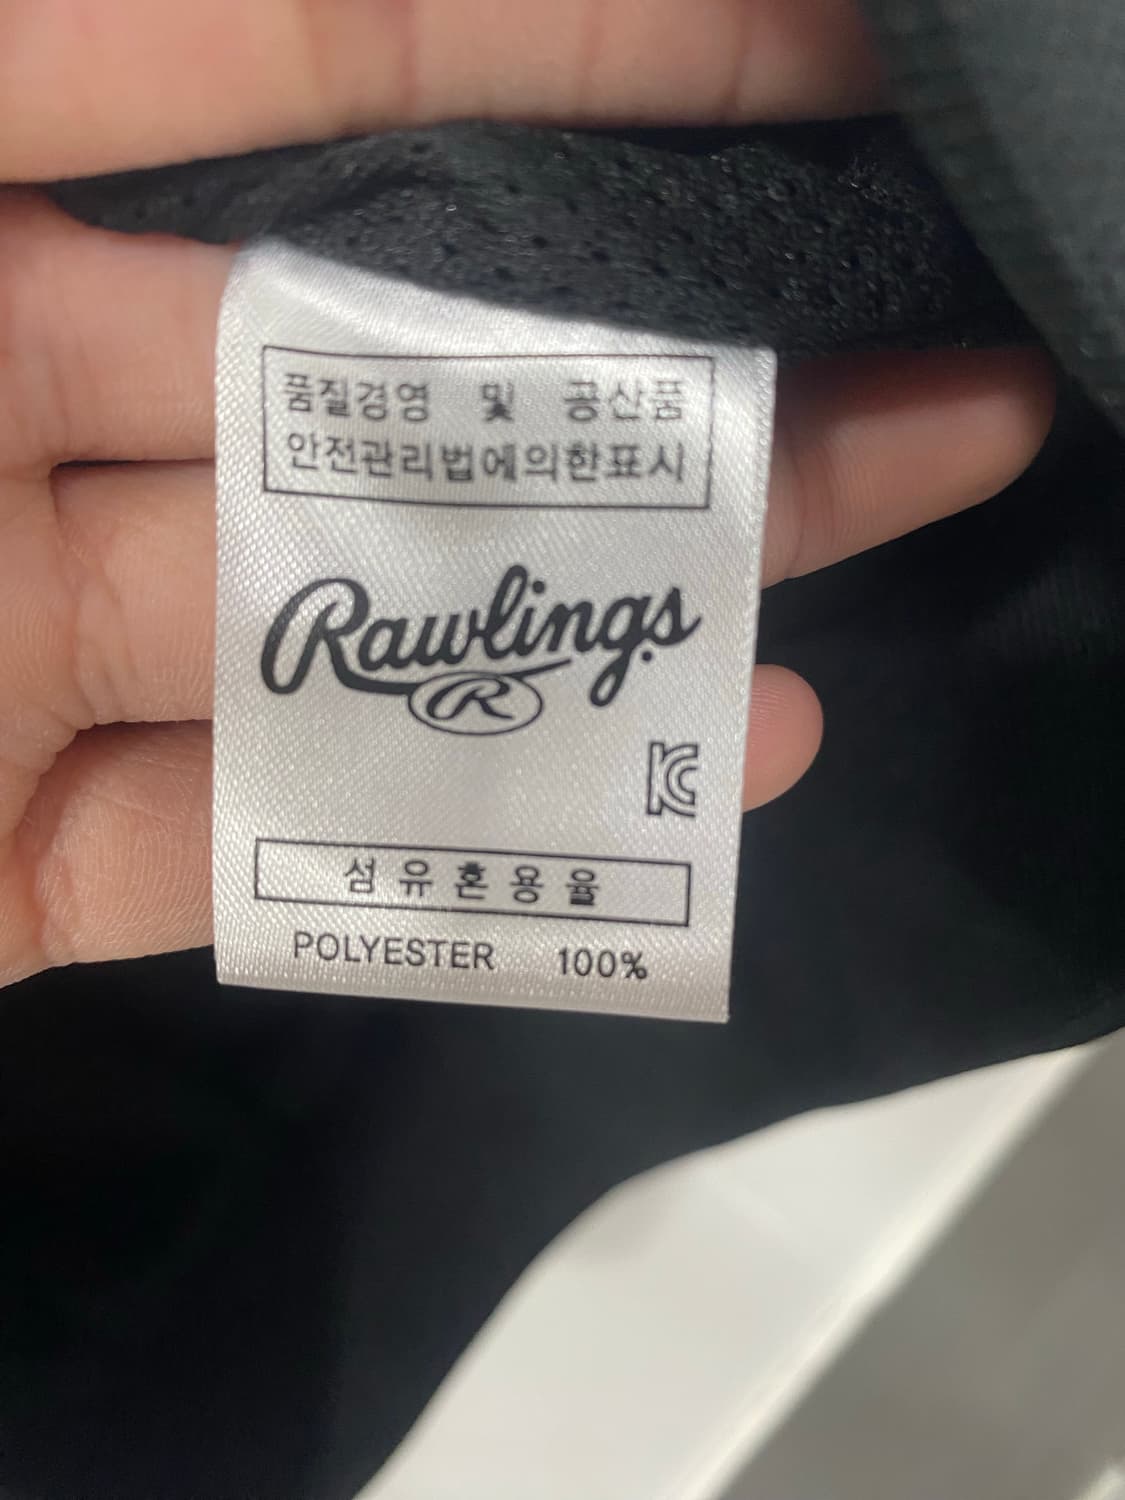 품질경영 및 공산품
안전관리법에의한표시
Rawlings
R
KC
섬유혼용율
POLYESTER 100%